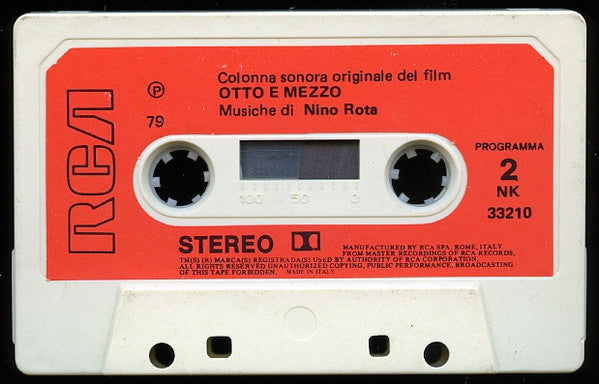 RCA
℗
79
Colonna sonora originale del film
OTTO E MEZZO
Musiche di Nino Rota
PROGRAMMA
2
NK
33210
100 50 0
STEREO
MANUFACTURED BY RCA SPA, ROME, ITALY
FROM MASTER RECORDINGS OF RCA RECORDS,
TM(S) (R) MARCA(S) REGISTRADA(S) USED BY AUTHORITY OF RCA CORPORATION.
ALL RIGHTS RESERVED UNAUTHORIZED COPYING, PUBLIC PERFORMANCE, BROADCASTING
OF THIS TAPE FORBIDDEN. MADE IN ITALY